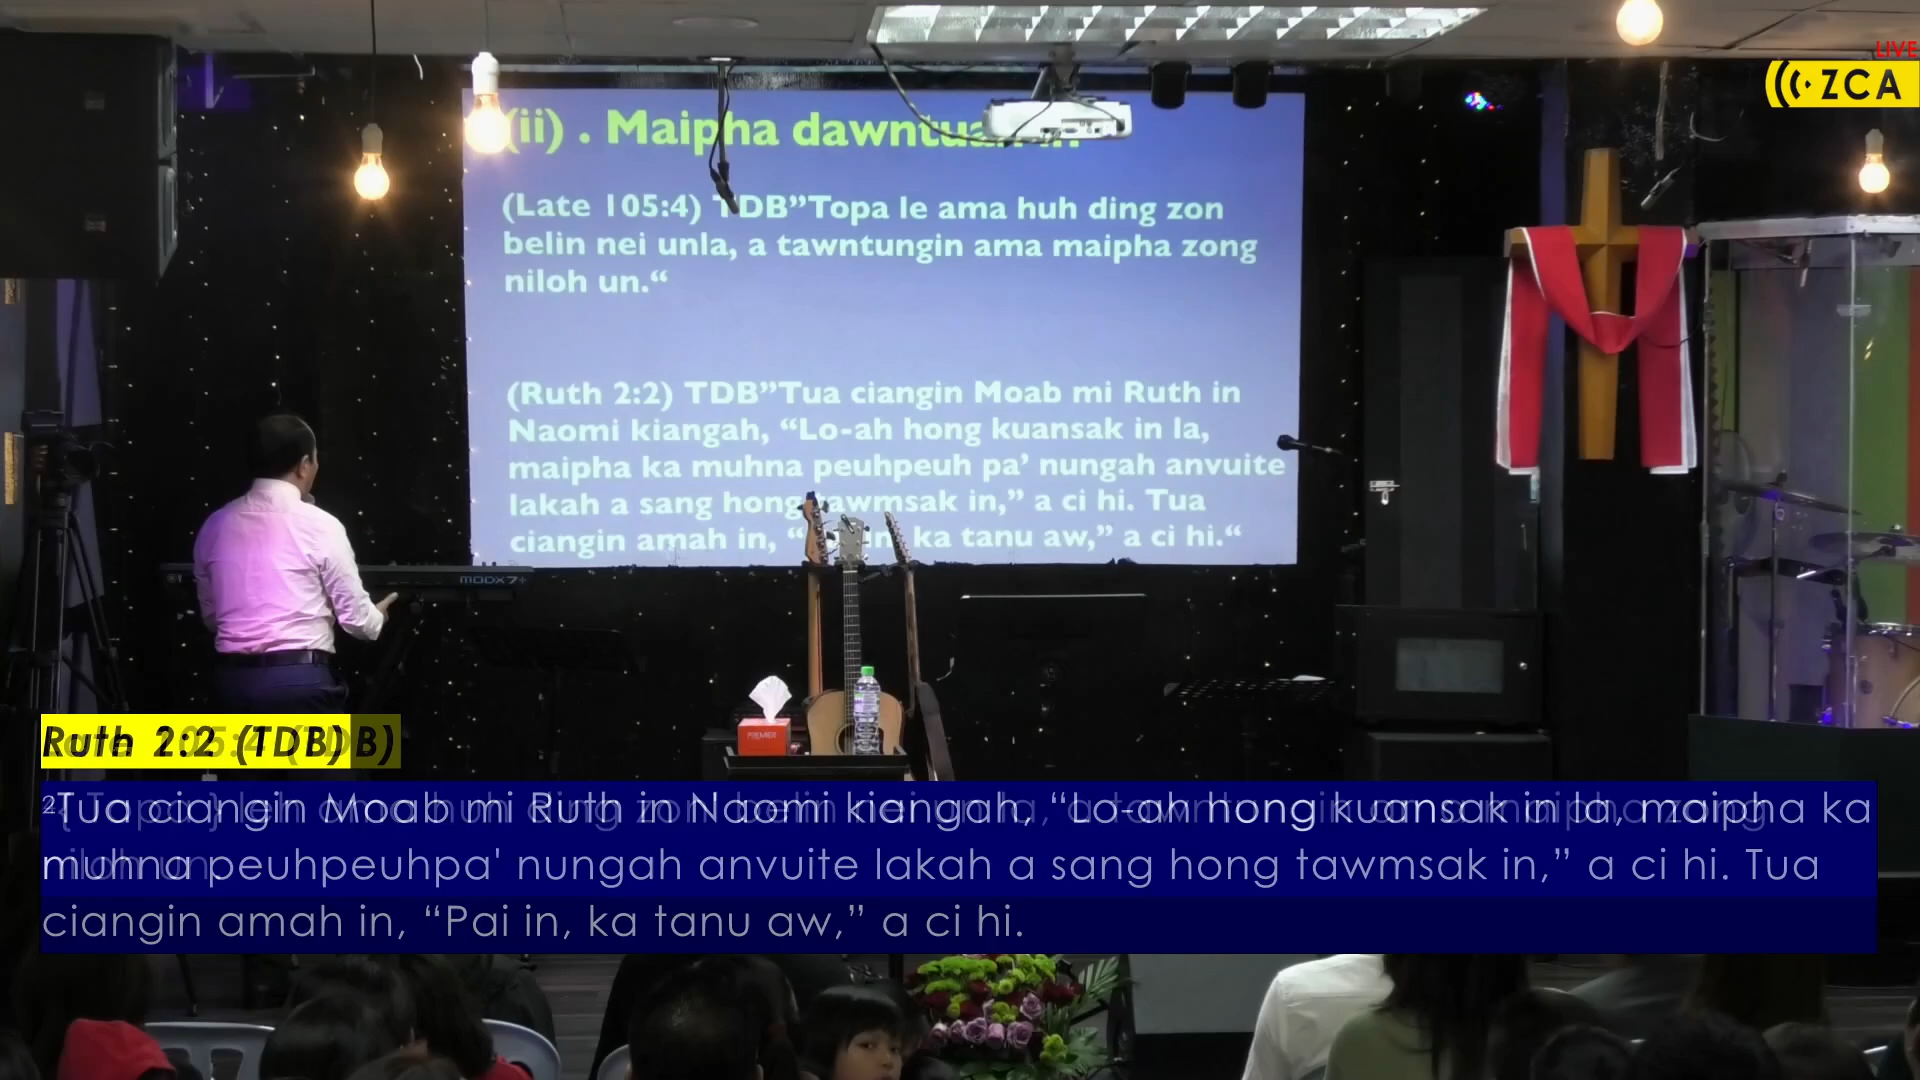 LIVE
ZCA
(ii) . Maipha
(Late 105:4) TDB”Topa le ama huh ding zon
belin nei unla, a tawntungin ama maipha zong
niloh un.“
(Ruth 2:2) TDB”Tua ciangin Moab mi Ruth in
Naomi kiangah, “Lo-ah hong kuansak in la,
maipha ka muhna peuhpeuh pa’ nungah anvuite
lakah a sang hong tawmsak in,” a ci hi. Tua
ciangin amah in, “ in, ka tanu aw,” a ci hi.“
MODX 7+
PREMIER
Ruth 2:2 (TDB)
²Tua ciangin Moab mi Ruth in Naomi kiangah, “Lo-ah hong kuansak in la, maipha ka
muhna peuhpeuhpa' nungah anvuite lakah a sang hong tawmsak in,” a ci hi. Tua
ciangin amah in, “Pai in, ka tanu aw,” a ci hi.